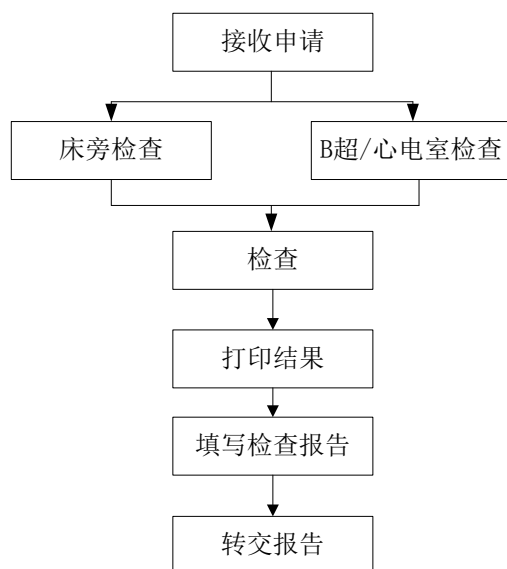 接收申请
床旁检查
B超/心电室检查
检查
打印结果
填写检查报告
转交报告